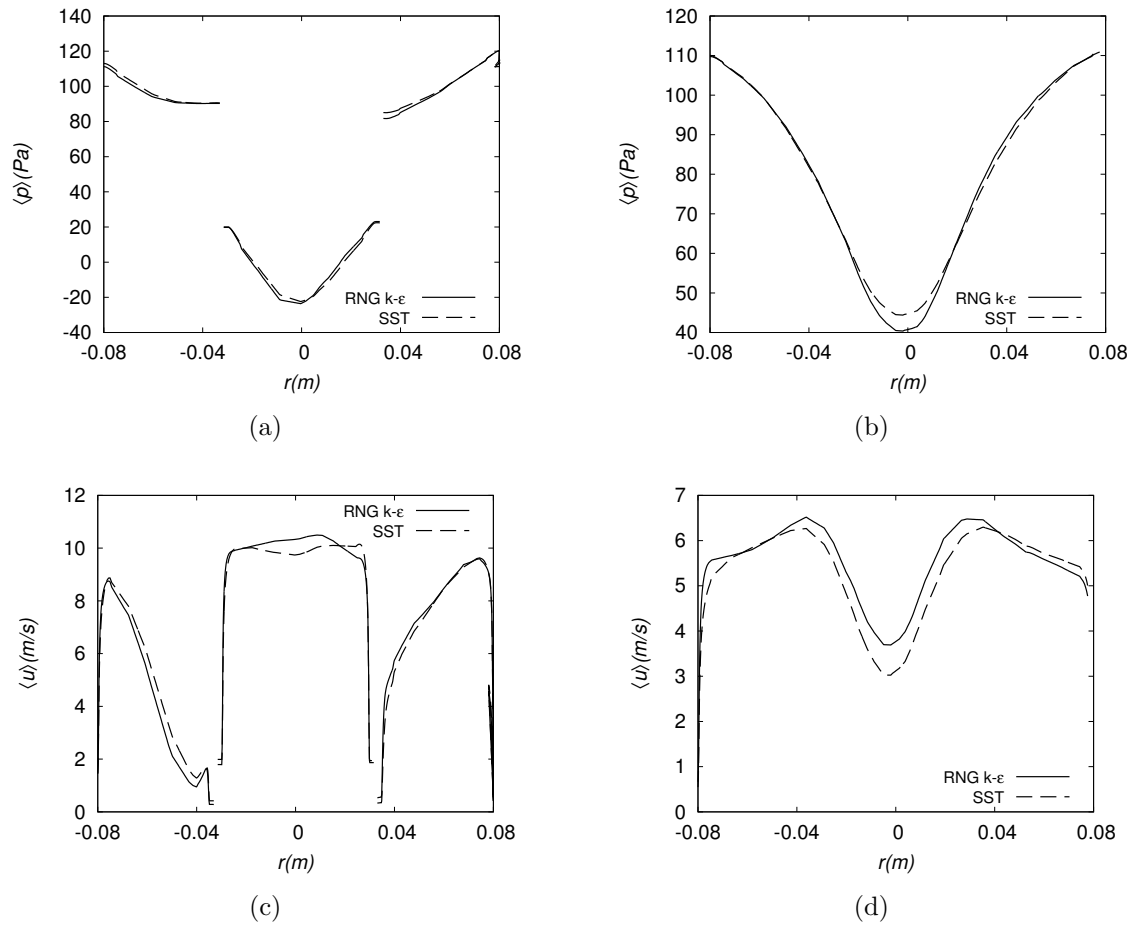 140
120
100
80
60
40
20
0
-20
-40
⟨p⟩(Pa)
RNG k-ε
SST
-0.08 -0.04 0 0.04 0.08
r(m)
(a)
120
110
100
90
80
70
60
50
40
⟨p⟩(Pa)
RNG k-ε
SST
-0.08 -0.04 0 0.04 0.08
r(m)
(b)
12
10
8
6
4
2
0
⟨u⟩(m/s)
RNG k-ε
SST
-0.08 -0.04 0 0.04 0.08
r(m)
(c)
7
6
5
4
3
2
1
0
⟨u⟩(m/s)
RNG k-ε
SST
-0.08 -0.04 0 0.04 0.08
r(m)
(d)